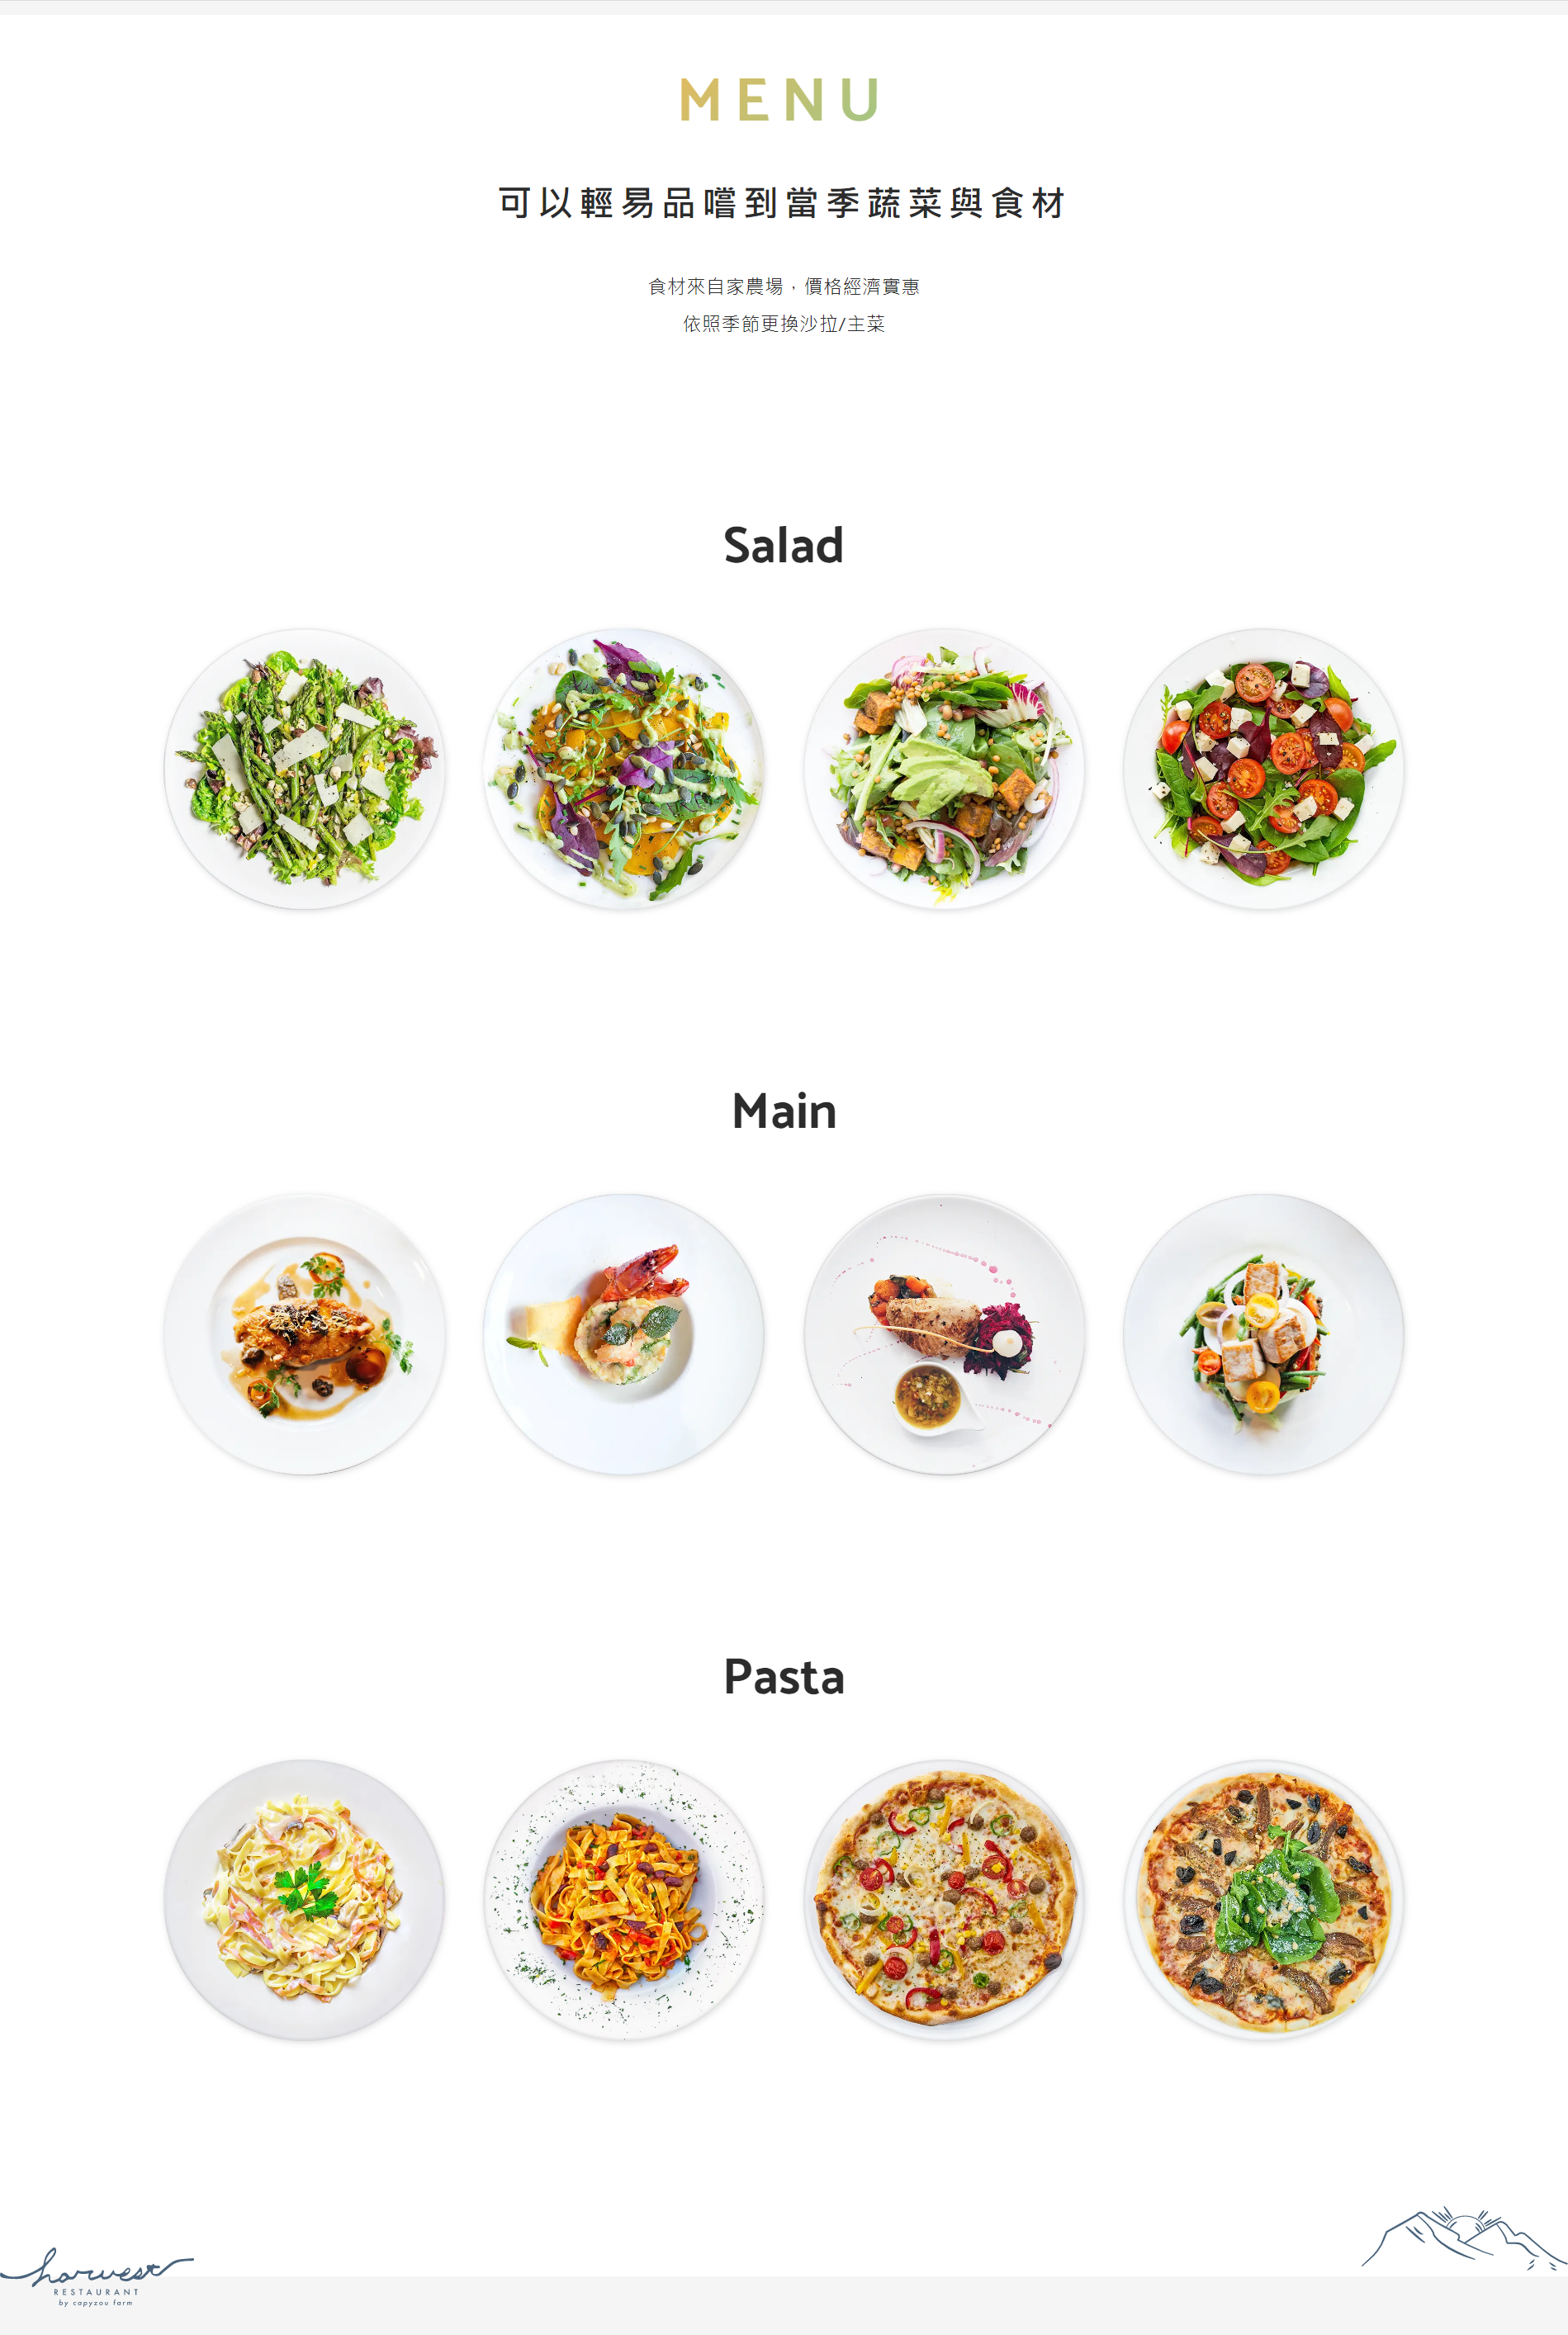 MENU
可以輕易品嚐到當季蔬菜與食材
食材來自家農場，價格經濟實惠
依照季節更換沙拉/主菜
Salad
Main
Pasta
harvest
RESTAURANT
by capyzou farm